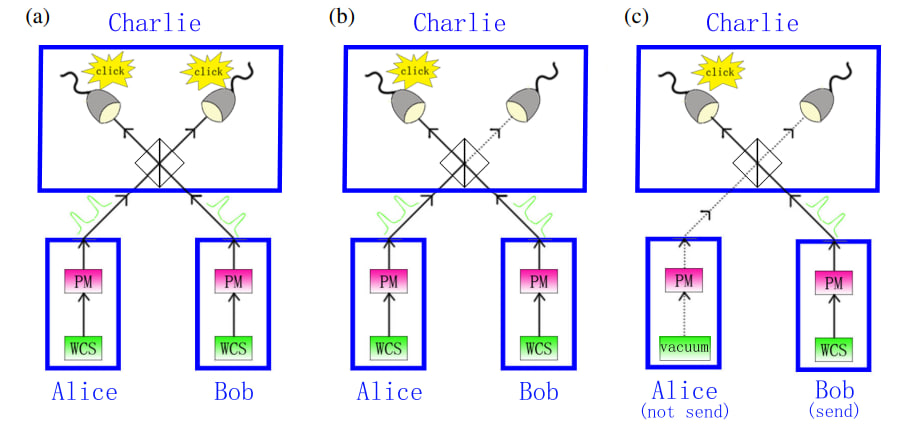 (a)
Charlie
click
click
PM
PM
WCS
WCS
Alice
Bob
(b)
Charlie
click
PM
PM
WCS
WCS
Alice
Bob
(c)
Charlie
click
PM
PM
vacuum
WCS
Alice
(not send)
Bob
(send)